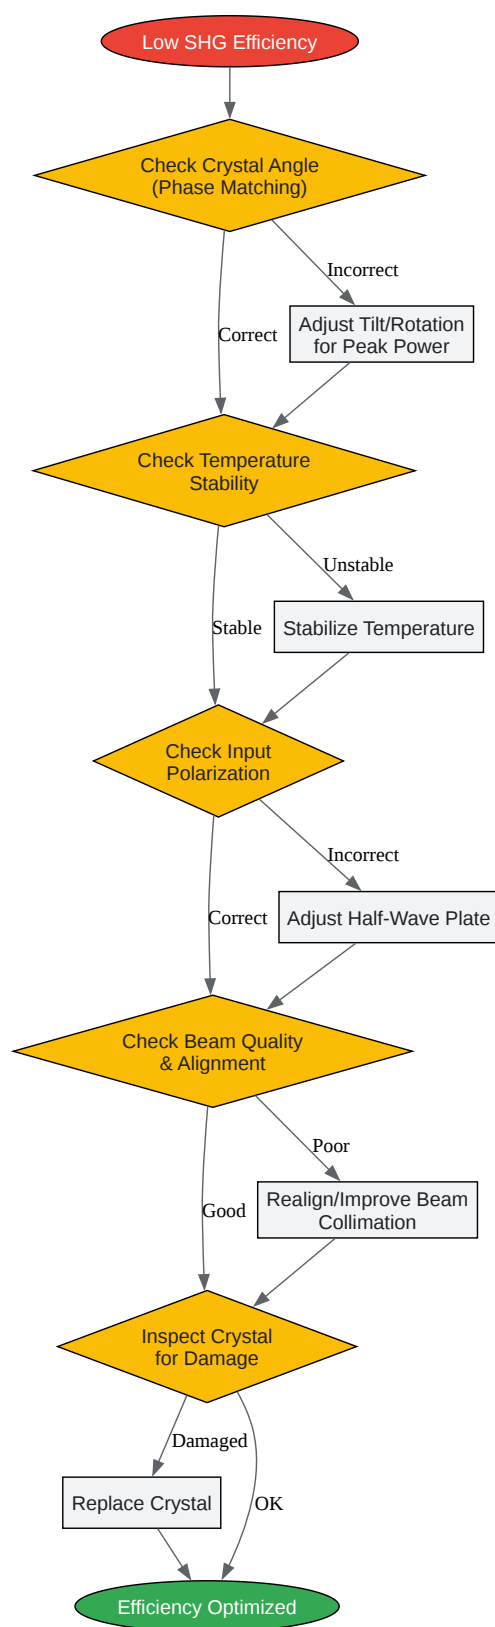 Low SHG Efficiency
Check Crystal Angle
(Phase Matching)
Incorrect
Adjust Tilt/Rotation
for Peak Power
Correct
Check Temperature
Stability
Unstable
Stabilize Temperature
Stable
Check Input
Polarization
Incorrect
Adjust Half-Wave Plate
Correct
Check Beam Quality
& Alignment
Poor
Realign/Improve Beam
Collimation
Good
Inspect Crystal
for Damage
Damaged
Replace Crystal
OK
Efficiency Optimized